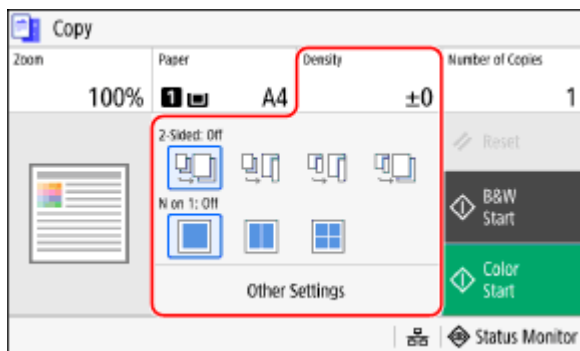 Copy
Zoom
Paper
Density
Number of Copies
100%
1
A4
±0
1
2-Sided: Off
Reset
N on 1: Off
B&W
Start
Color
Start
Other Settings
Status Monitor